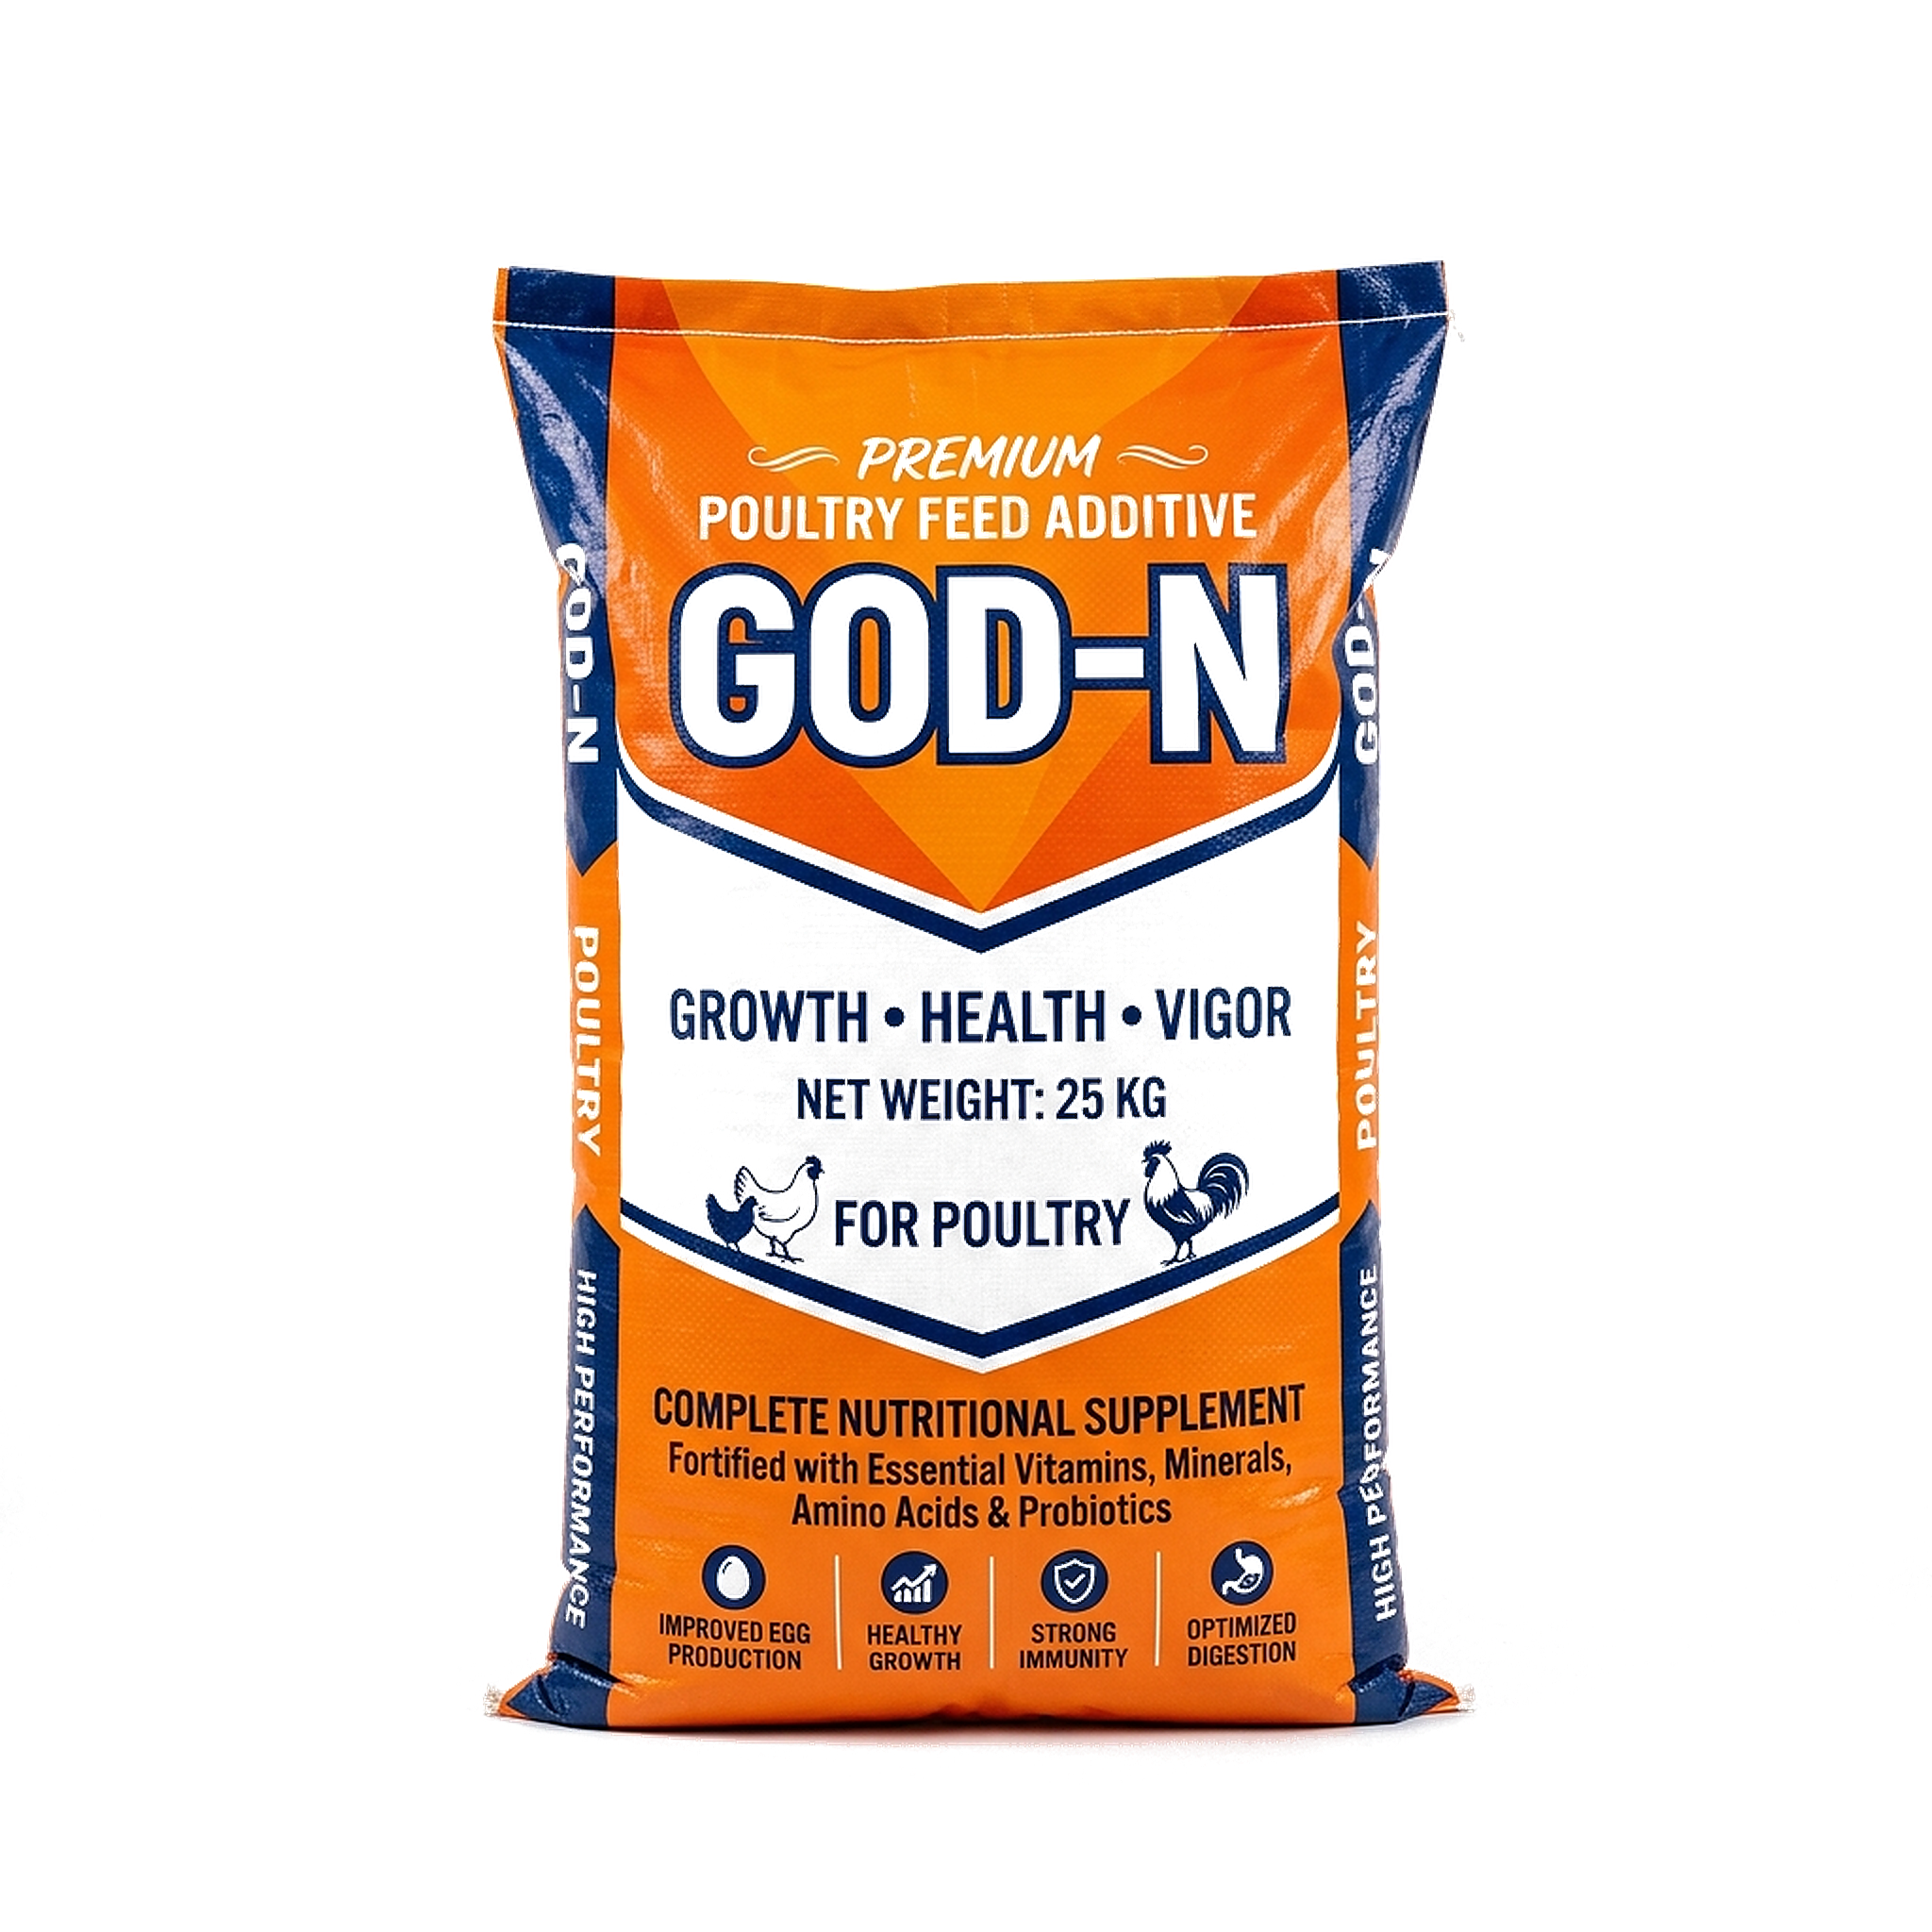 PREMIUM
POULTRY FEED ADDITIVE
GOD-N
GROWTH • HEALTH • VIGOR
NET WEIGHT: 25 KG
FOR POULTRY
COMPLETE NUTRITIONAL SUPPLEMENT
Fortified with Essential Vitamins, Minerals,
Amino Acids & Probiotics
IMPROVED EGG
PRODUCTION
HEALTHY
GROWTH
STRONG
IMMUNITY
OPTIMIZED
DIGESTION
GOD-N
POULTRY
HIGH PERFORMANCE
GOD-N
POULTRY
HIGH PERFORMANCE